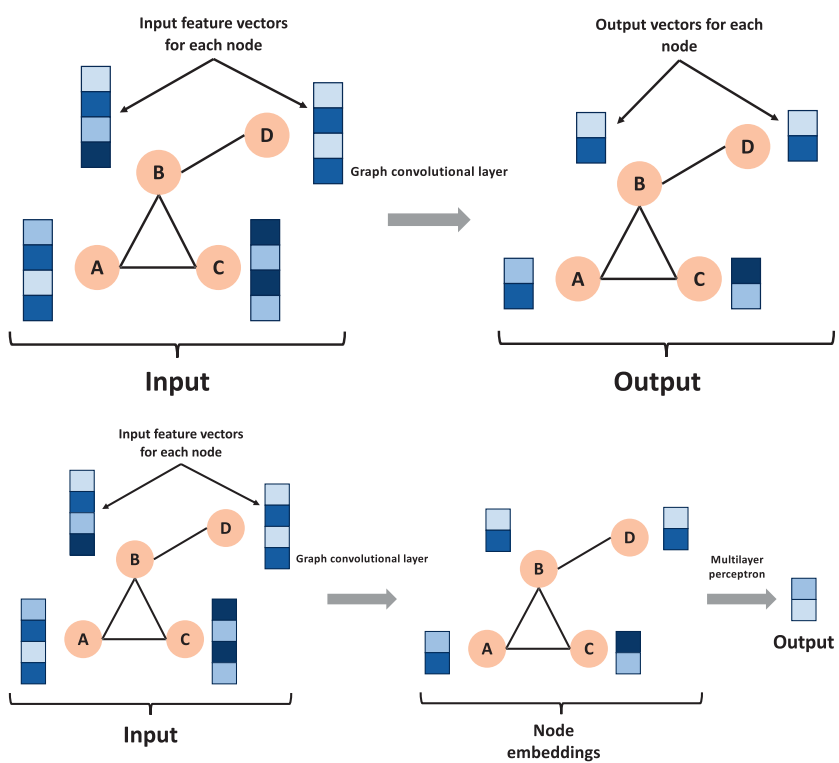 Input feature vectors
for each node
D
B
A
C
Input
Graph convolutional layer
Output vectors for each
node
D
B
A
C
Output
Input feature vectors
for each node
D
B
A
C
Input
Graph convolutional layer
D
B
A
C
Node
embeddings
Multilayer
perceptron
Output